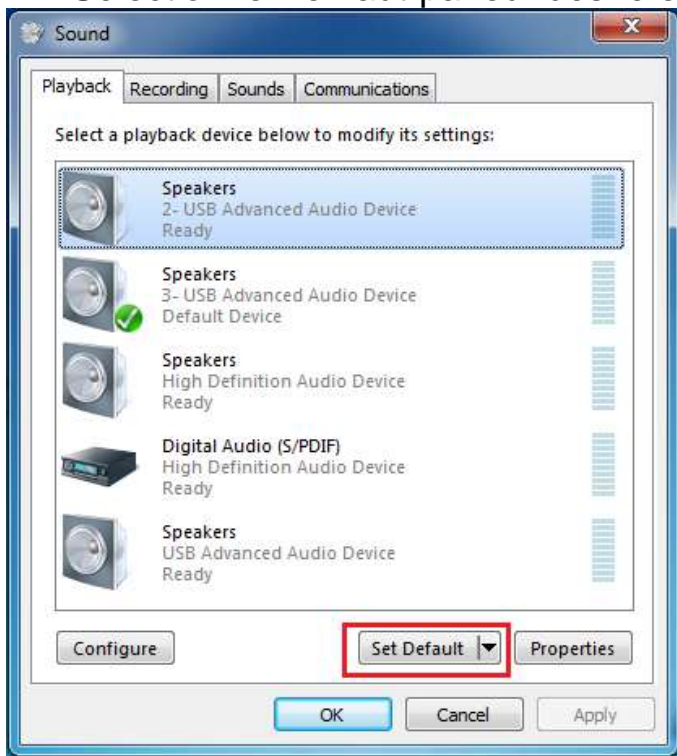 Sound
Playback Recording Sounds Communications
Select a playback device below to modify its settings:
Speakers
2- USB Advanced Audio Device
Ready
Speakers
3- USB Advanced Audio Device
Default Device
Speakers
High Definition Audio Device
Ready
Digital Audio (S/PDIF)
High Definition Audio Device
Ready
Speakers
USB Advanced Audio Device
Ready
Configure Set Default Properties
OK Cancel Apply